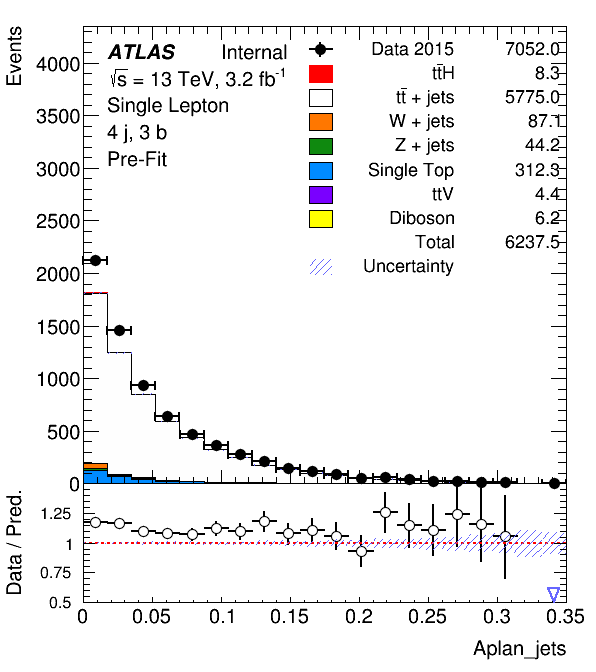 Events
ATLAS Internal
√s = 13 TeV, 3.2 fb⁻¹
Single Lepton
4 j, 3 b
Pre-Fit
Data 2015 7052.0
tt̄H 8.3
tt̄ + jets 5775.0
W + jets 87.1
Z + jets 44.2
Single Top 312.3
ttV 4.4
Diboson 6.2
Total 6237.5
Uncertainty
4000
3500
3000
2500
2000
1500
1000
500
0
Data / Pred.
1.25
1
0.75
0.5
0 0.05 0.1 0.15 0.2 0.25 0.3 0.35
Aplan_jets